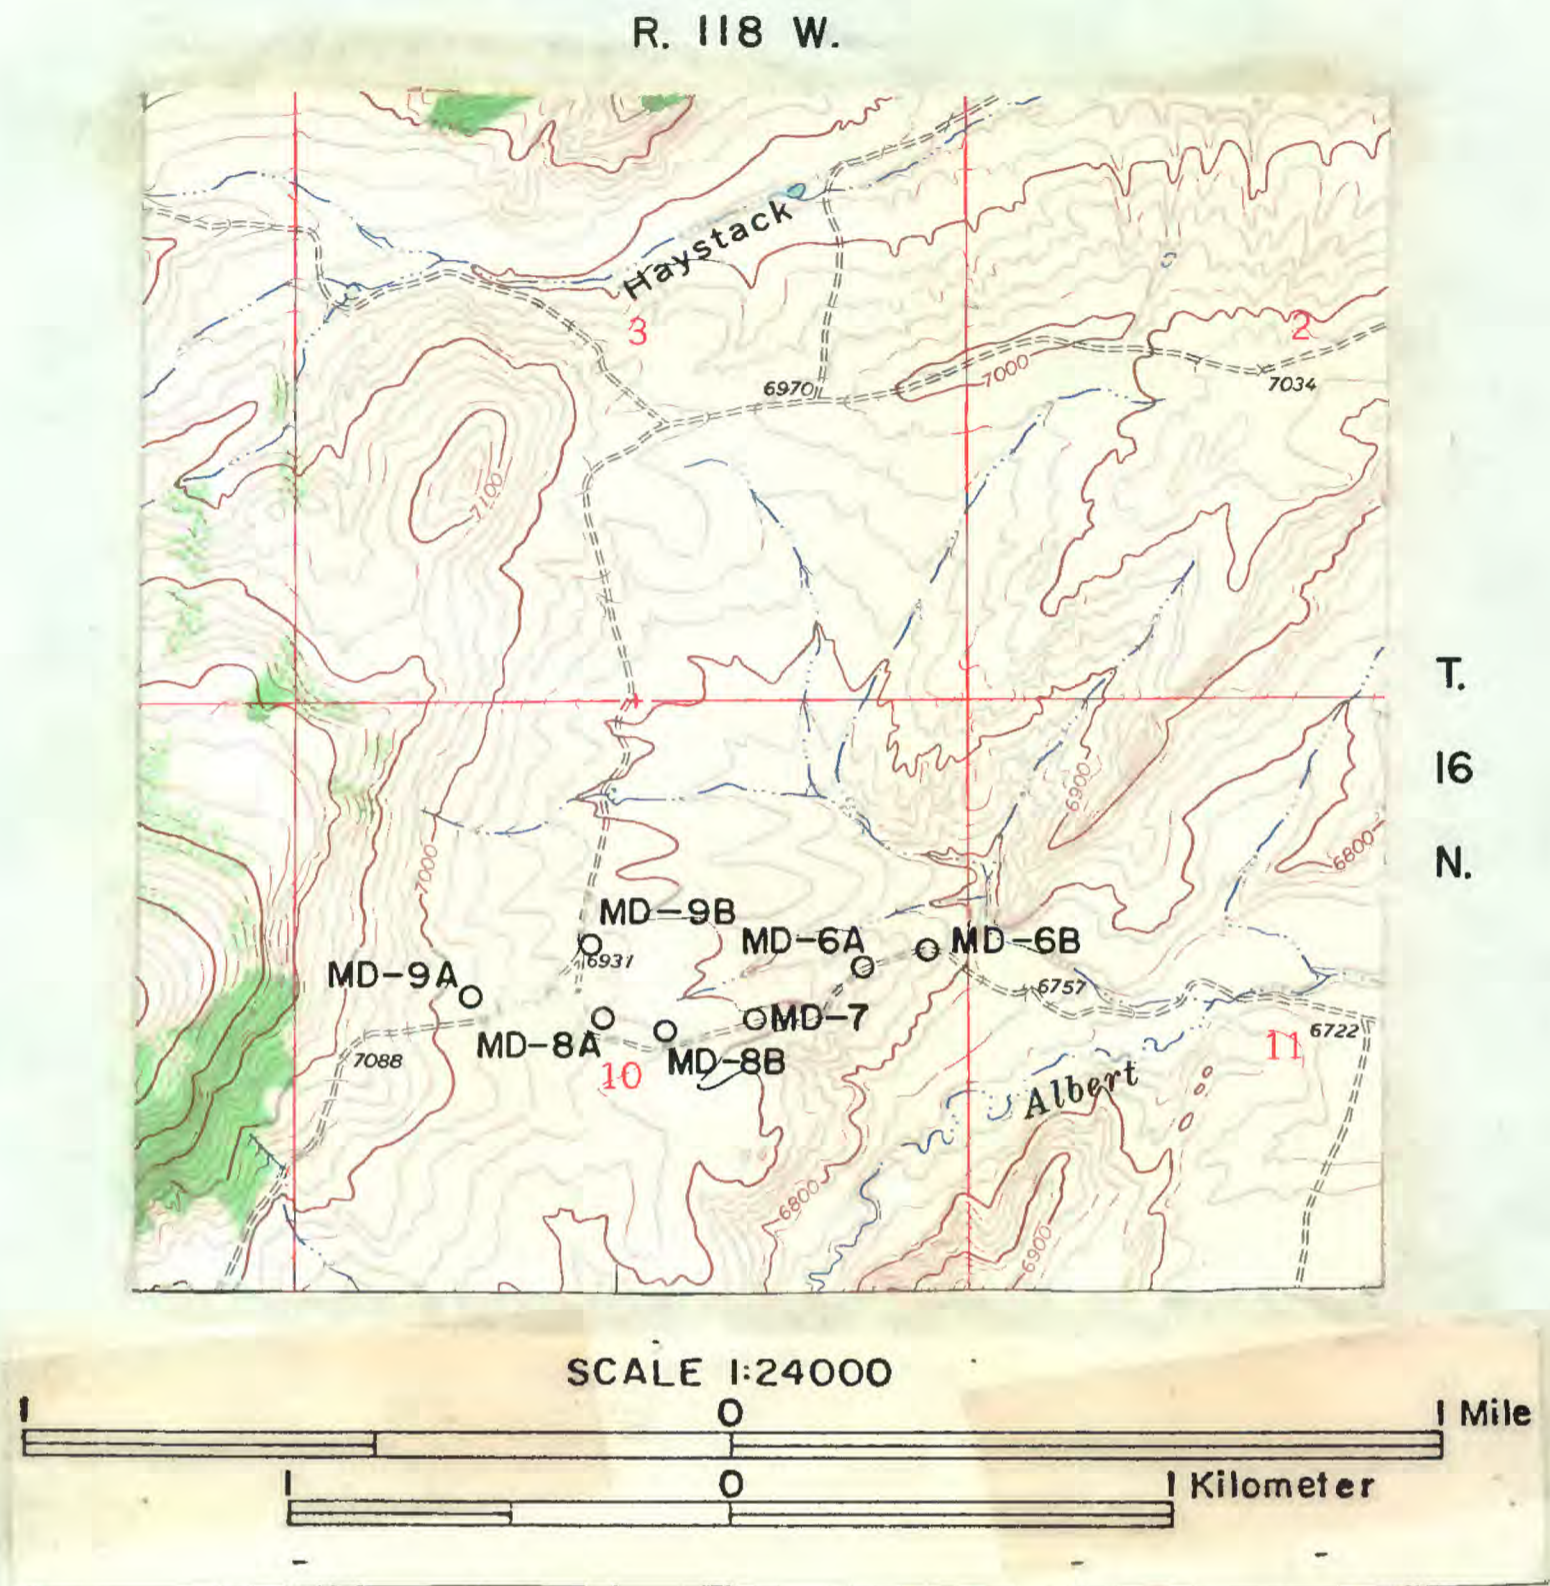 R. 118 W.
Haystack
3
2
7000
6970
7034
7100
T.
16
N.
6900
6800
7000
MD-9B
MD-6A
MD-6B
6931
MD-9A
6757
MD-7
MD-8A
6722
7088
MD-8B
10
11
Albert
6800
6900
SCALE 1:24000
1 0 1 Mile
1 0 1 Kilometer